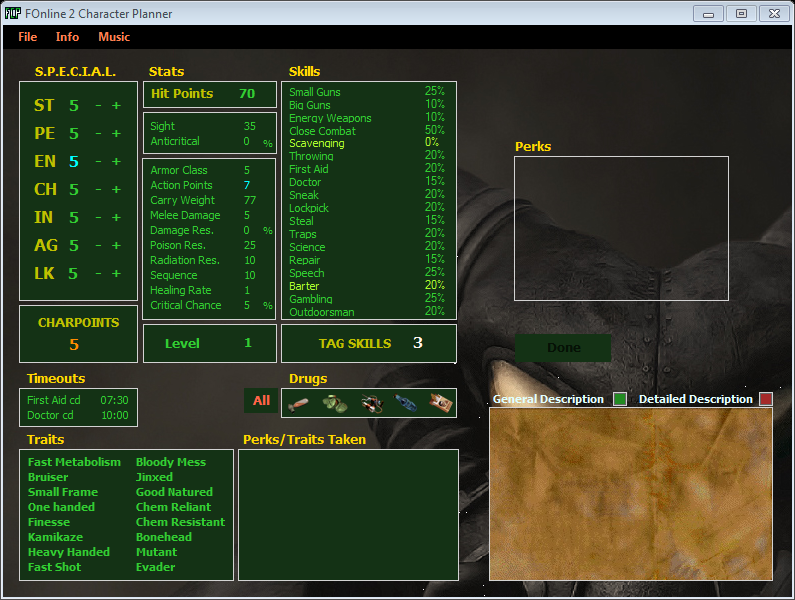 FOnline 2 Character Planner
File Info Music
S.P.E.C.I.A.L.
ST 5 - +
PE 5 - +
EN 5 - +
CH 5 - +
IN 5 - +
AG 5 - +
LK 5 - +
CHARPOINTS
5
Stats
Hit Points 70
Sight 35
Anticritical 0 %
Armor Class 5
Action Points 7
Carry Weight 77
Melee Damage 5
Damage Res. 0 %
Poison Res. 25
Radiation Res. 10
Sequence 10
Healing Rate 1
Critical Chance 5 %
Level 1
Skills
Small Guns 25%
Big Guns 10%
Energy Weapons 10%
Close Combat 50%
Scavenging 0%
Throwing 20%
First Aid 20%
Doctor 15%
Sneak 20%
Lockpick 20%
Steal 15%
Traps 20%
Science 20%
Repair 15%
Speech 25%
Barter 20%
Gambling 25%
Outdoorsman 20%
TAG SKILLS 3
Perks
Done
Timeouts
First Aid cd 07:30
Doctor cd 10:00
All
Drugs
General Description
Detailed Description
Traits
Fast Metabolism Bloody Mess
Bruiser Jinxed
Small Frame Good Natured
One handed Chem Reliant
Finesse Chem Resistant
Kamikaze Bonehead
Heavy Handed Mutant
Fast Shot Evader
Perks/Traits Taken